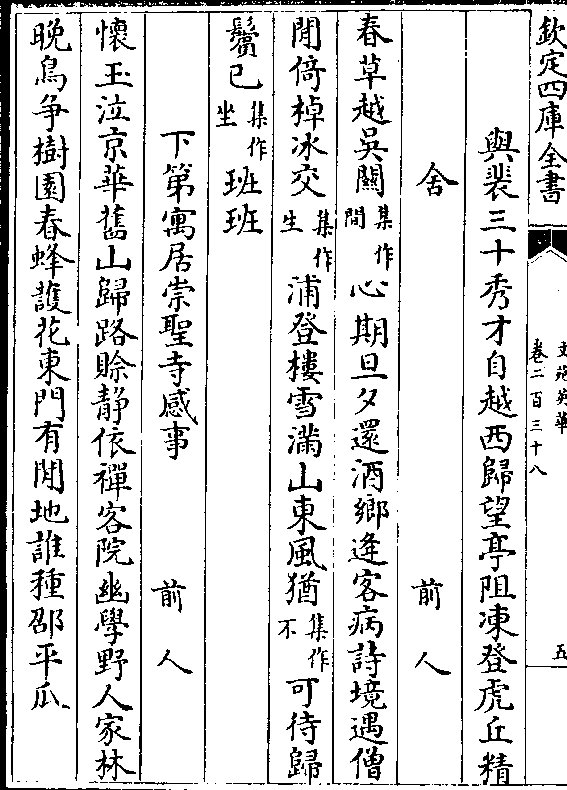 欽定四庫全書
文苑英華
卷二百三十八
五
與裴三十秀才自越西歸望亭阻凍登虎丘精
舍　前人
春草越吳關集作間心期旦夕還酒鄉逢客病詩境遇僧
閒倚棹冰交集作生浦登樓雪滿山東風猶集作不可待歸
鬢已集作坐班班
下第寓居崇聖寺感事　前人
懷玉泣京華舊山歸路賒静依禪客院幽學野人家林
晚鳥争樹園春蜂護花東門有閒地誰種邵平瓜